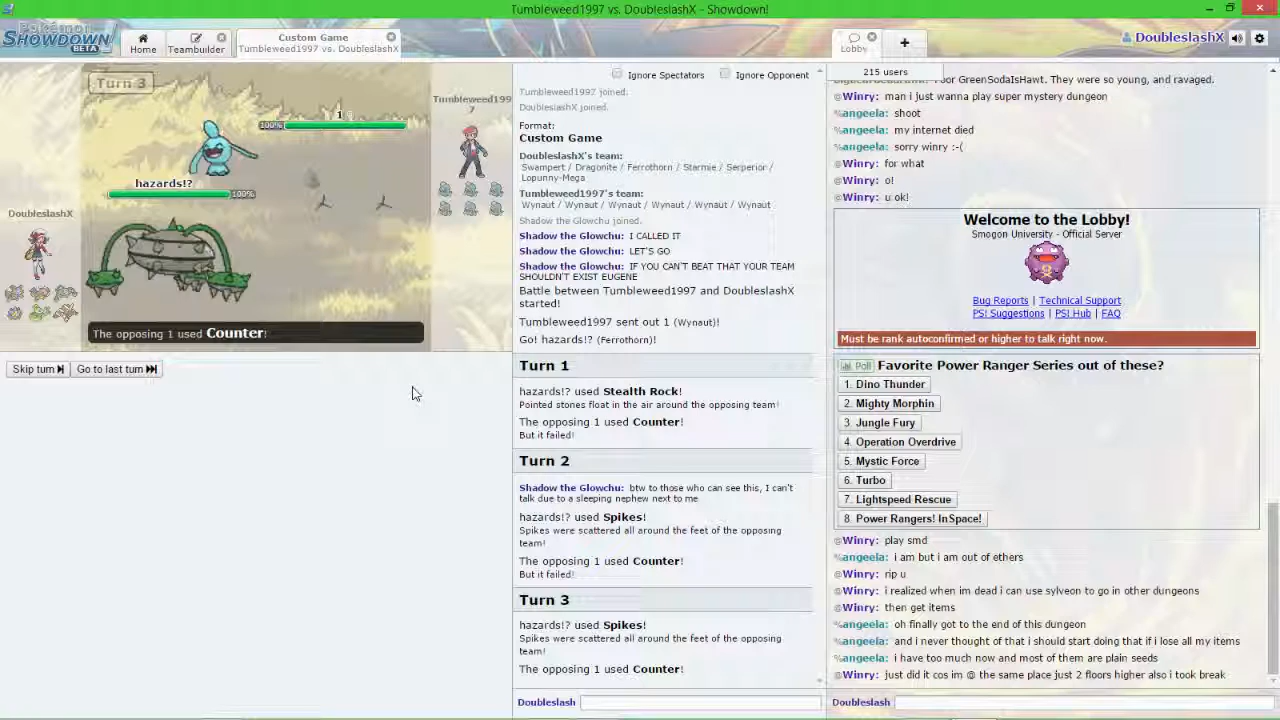 Tumbleweed1997 vs. DoubleslashX - Showdown!
Pokémon
SHOWDOWN
BETA
Home
Teambuilder
Custom Game
Tumbleweed1997 vs. DoubleslashX
Lobby
DoubleslashX
Turn 3
1
100%
hazards!?
100%
DoubleslashX
Tumbleweed199
7
The opposing 1 used Counter!
Skip turn
Go to last turn
Ignore Spectators
Ignore Opponent
Tumbleweed1997 joined.
DoubleslashX joined.
Format:
Custom Game
DoubleslashX's team:
Swampert / Dragonite / Ferrothorn / Starmie / Serperior /
Lopunny-Mega
Tumbleweed1997's team:
Wynaut / Wynaut / Wynaut / Wynaut / Wynaut / Wynaut
Shadow the Glowchu joined.
Shadow the Glowchu: I CALLED IT
Shadow the Glowchu: LET'S GO
Shadow the Glowchu: IF YOU CAN'T BEAT THAT YOUR TEAM
SHOULDN'T EXIST EUGENE
Battle between Tumbleweed1997 and DoubleslashX
started!
Tumbleweed1997 sent out 1 (Wynaut)!
Go! hazards!? (Ferrothorn)!
Turn 1
hazards!? used Stealth Rock!
Pointed stones float in the air around the opposing team!
The opposing 1 used Counter!
But it failed!
Turn 2
Shadow the Glowchu: btw to those who can see this, I can't
talk due to a sleeping nephew next to me
hazards!? used Spikes!
Spikes were scattered all around the feet of the opposing
team!
The opposing 1 used Counter!
But it failed!
Turn 3
hazards!? used Spikes!
Spikes were scattered all around the feet of the opposing
team!
The opposing 1 used Counter!
Doubleslash
215 users
Poor GreenSodaIsHawt. They were so young, and ravaged.
@Winry: man i just wanna play super mystery dungeon
%angeela: shoot
%angeela: my internet died
%angeela: sorry winry :-(
@Winry: for what
@Winry: o!
@Winry: u ok!
Welcome to the Lobby!
Smogon University - Official Server
Bug Reports | Technical Support
PS! Suggestions | PS! Hub | FAQ
Must be rank autoconfirmed or higher to talk right now.
Poll Favorite Power Ranger Series out of these?
1. Dino Thunder
2. Mighty Morphin
3. Jungle Fury
4. Operation Overdrive
5. Mystic Force
6. Turbo
7. Lightspeed Rescue
8. Power Rangers! InSpace!
@Winry: play smd
%angeela: i am but i am out of ethers
@Winry: rip u
@Winry: i realized when im dead i can use sylveon to go in other dungeons
@Winry: then get items
%angeela: oh finally got to the end of this dungeon
%angeela: and i never thought of that i should start doing that if i lose all my items
%angeela: i have too much now and most of them are plain seeds
@Winry: just did it cos im @ the same place just 2 floors higher also i took break
Doubleslash